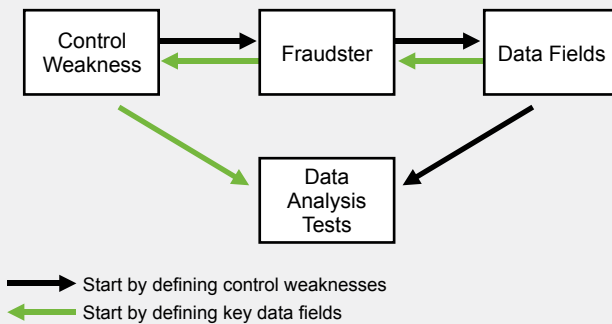 Control
Weakness
Fraudster
Data Fields
Data
Analysis
Tests
Start by defining control weaknesses
Start by defining key data fields